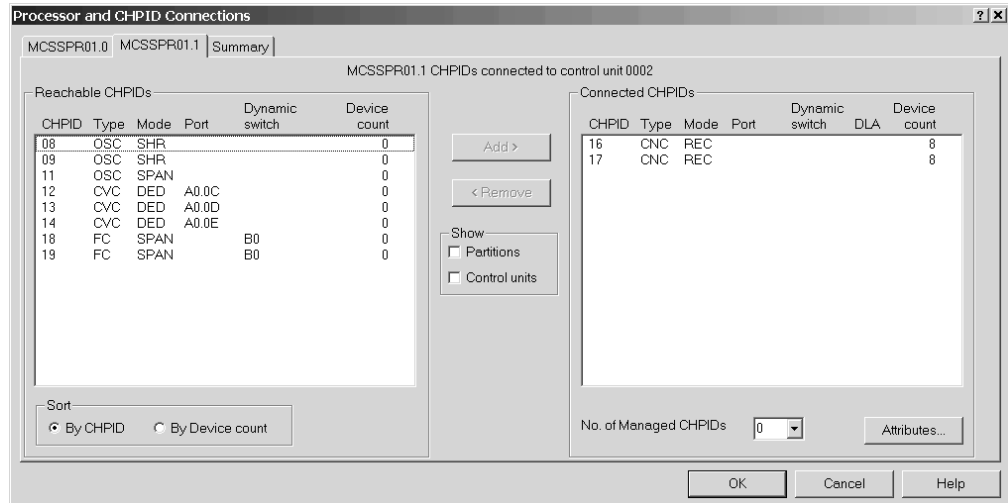 Processor and CHPID Connections
MCSSPR01.0 MCSSPR01.1 Summary
MCSSPR01.1 CHPIDs connected to control unit 0002
Reachable CHPIDs
CHPID Type Mode Port Dynamic switch Device count
08 OSC SHR 0
09 OSC SHR 0
11 OSC SPAN 0
12 CVC DED A0.0C 0
13 CVC DED A0.0D 0
14 CVC DED A0.0E 0
18 FC SPAN B0 0
19 FC SPAN B0 0
Sort
By CHPID By Device count
Add >
< Remove
Show
Partitions
Control units
Connected CHPIDs
CHPID Type Mode Port Dynamic switch DLA Device count
16 CNC REC 8
17 CNC REC 8
No. of Managed CHPIDs 0 Attributes...
OK Cancel Help